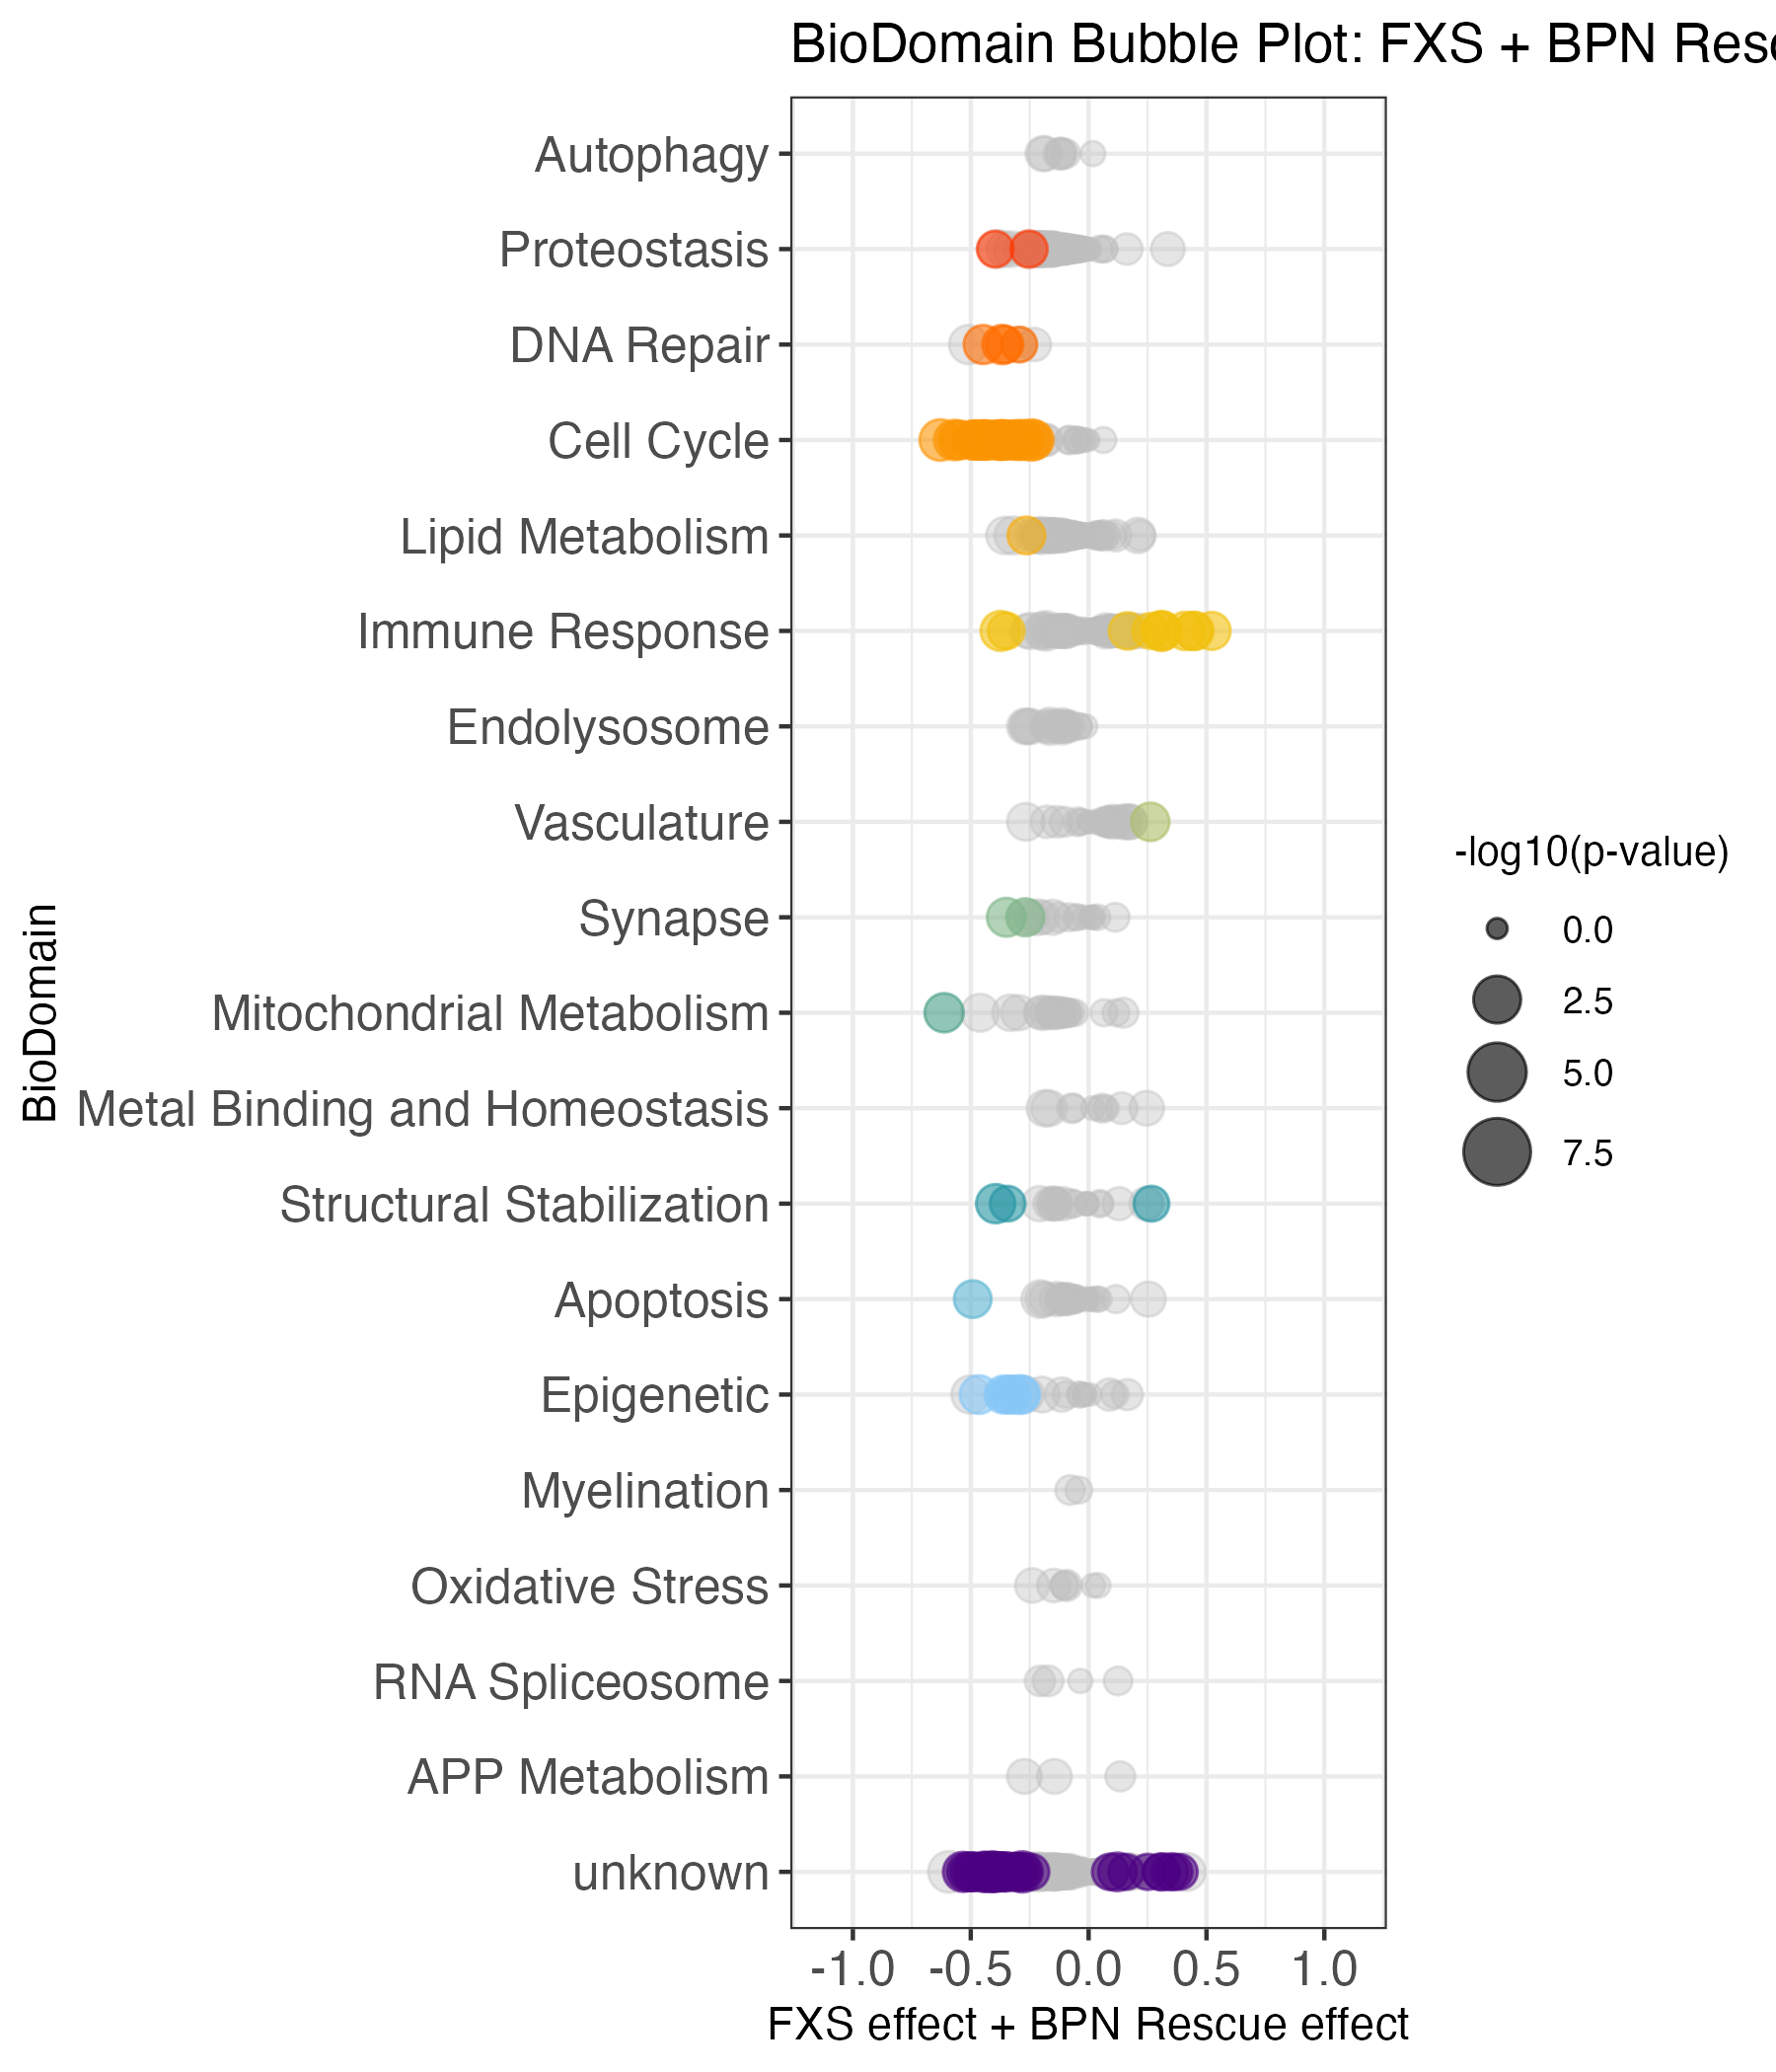 BioDomain Bubble Plot: FXS + BPN Resc
Autophagy
Proteostasis
DNA Repair
Cell Cycle
Lipid Metabolism
Immune Response
Endolysosome
Vasculature
Synapse
Mitochondrial Metabolism
Metal Binding and Homeostasis
Structural Stabilization
Apoptosis
Epigenetic
Myelination
Oxidative Stress
RNA Spliceosome
APP Metabolism
unknown
BioDomain
-1.0 -0.5 0.0 0.5 1.0
FXS effect + BPN Rescue effect
-log10(p-value)
0.0
2.5
5.0
7.5